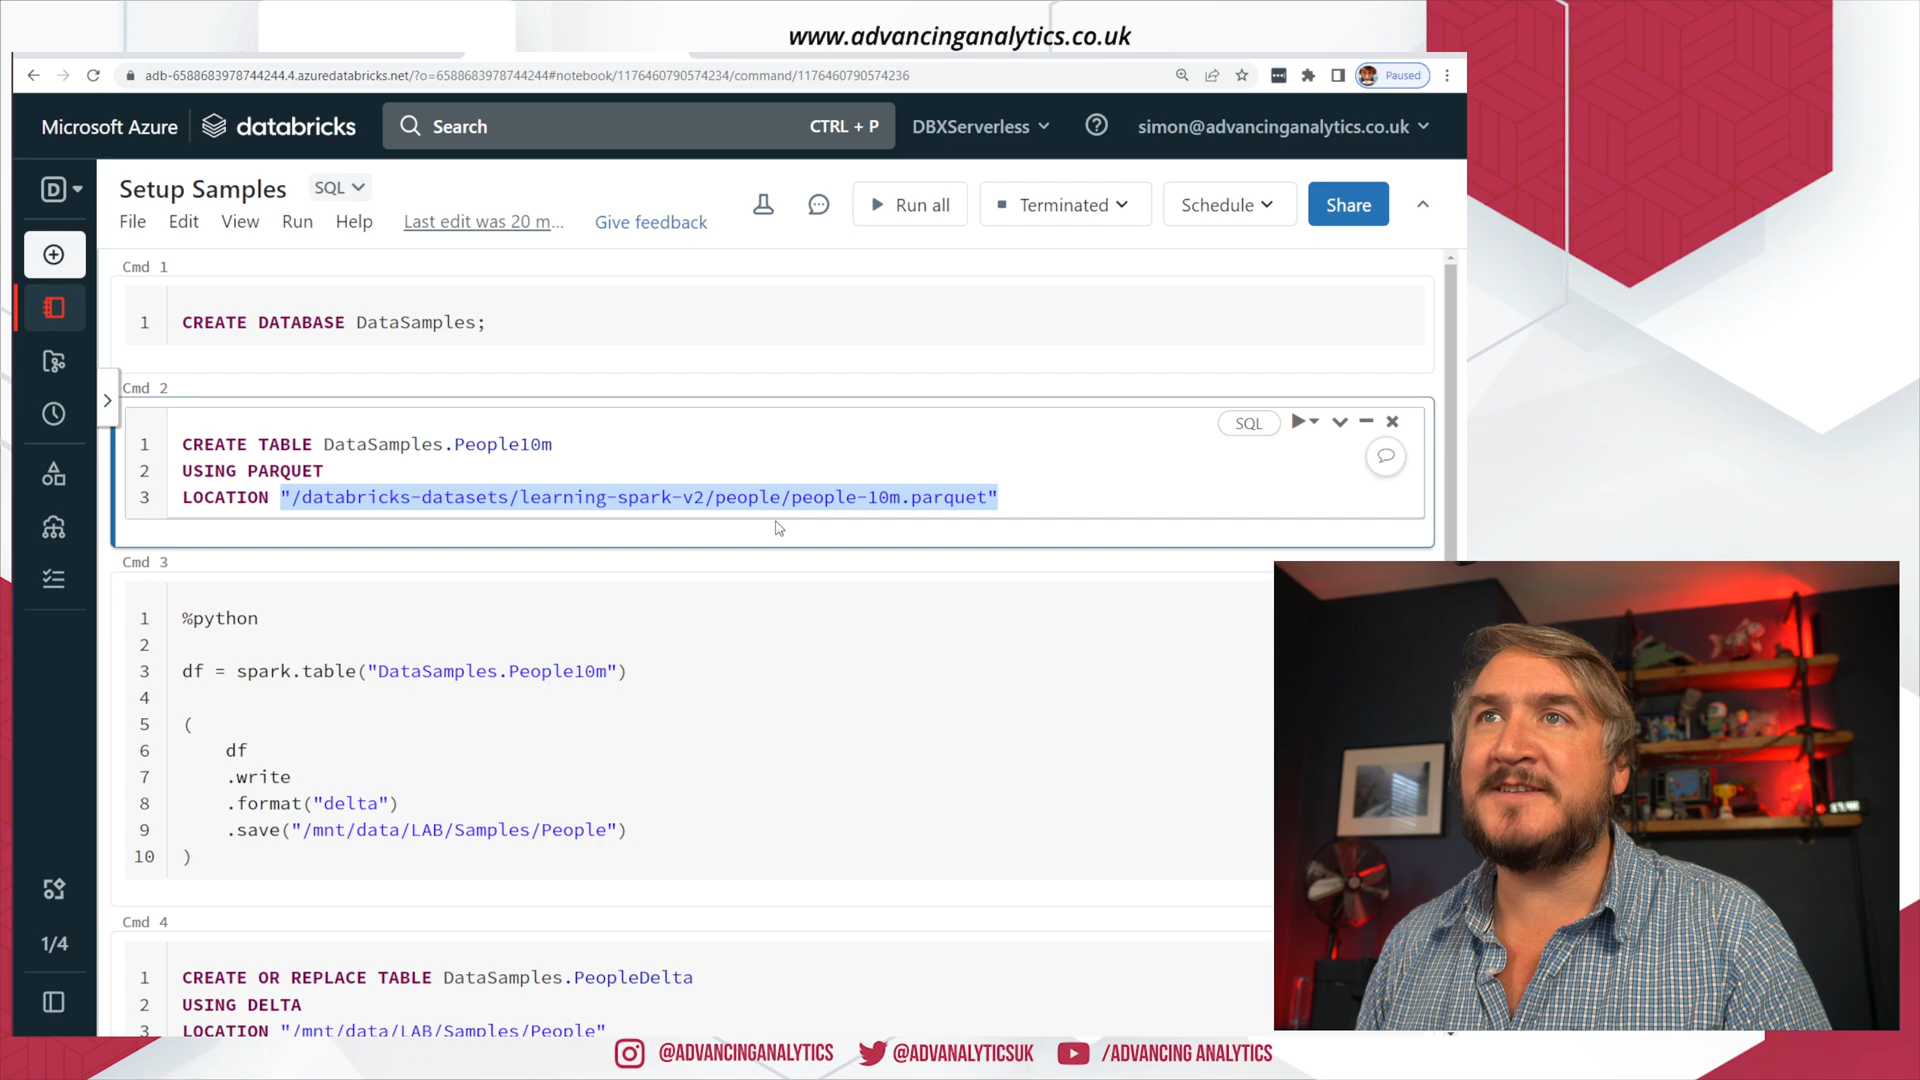 www.advancinganalytics.co.uk
adb-6588683978744244.4.azuredatabricks.net/?o=6588683978744244#notebook/1176460790574234/command/1176460790574236
Paused
Microsoft Azure databricks Search CTRL + P DBXServerless simon@advancinganalytics.co.uk
D
Setup Samples SQL
Run all Terminated Schedule Share
File Edit View Run Help Last edit was 20 m... Give feedback
Cmd 1
1 CREATE DATABASE DataSamples;
Cmd 2
SQL
1 CREATE TABLE DataSamples.People10m
2 USING PARQUET
3 LOCATION "/databricks-datasets/learning-spark-v2/people/people-10m.parquet"
Cmd 3
1 %python
2
3 df = spark.table("DataSamples.People10m")
4
5 (
6 df
7 .write
8 .format("delta")
9 .save("/mnt/data/LAB/Samples/People")
10 )
1/4
Cmd 4
1 CREATE OR REPLACE TABLE DataSamples.PeopleDelta
2 USING DELTA
3 LOCATION "/mnt/data/LAB/Samples/People"
@ADVANCINGANALYTICS @ADVANALYTICSUK /ADVANCING ANALYTICS